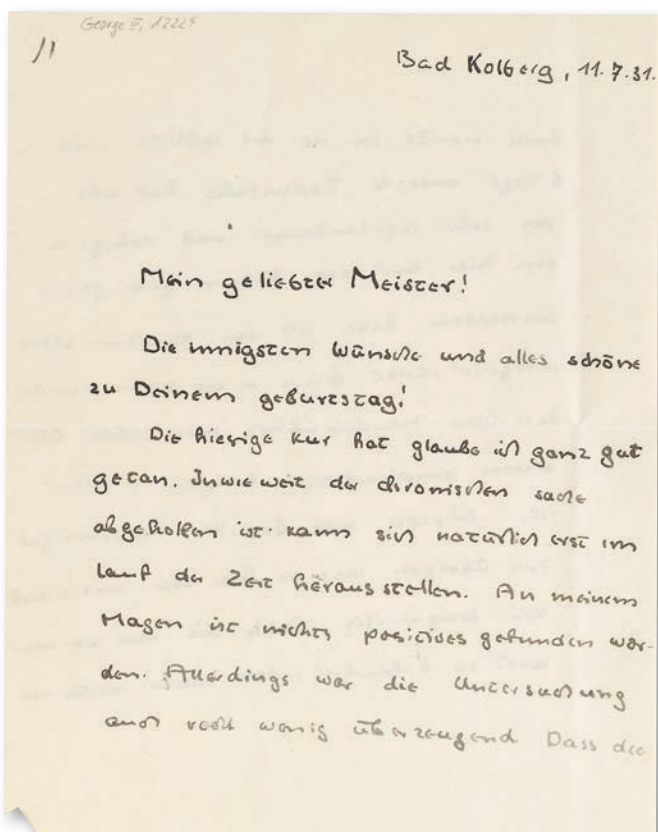 George III, 12224
11
Bad Kolberg, 11.7.31.
Mein geliebter Meister!
Die innigsten wünsche und alles schöne
zu Deinem geburtstag!
Die hiesige kur hat glaube ich ganz gut
getan. Inwieweit der chronischen sache
abgeholfen ist kann sich natürlich erst im
lauf der Zeit herausstellen. An meinem
Magen ist nichts positives gefunden wor-
den. Allerdings war die Untersuchung
auch recht wenig überzeugend Dass die